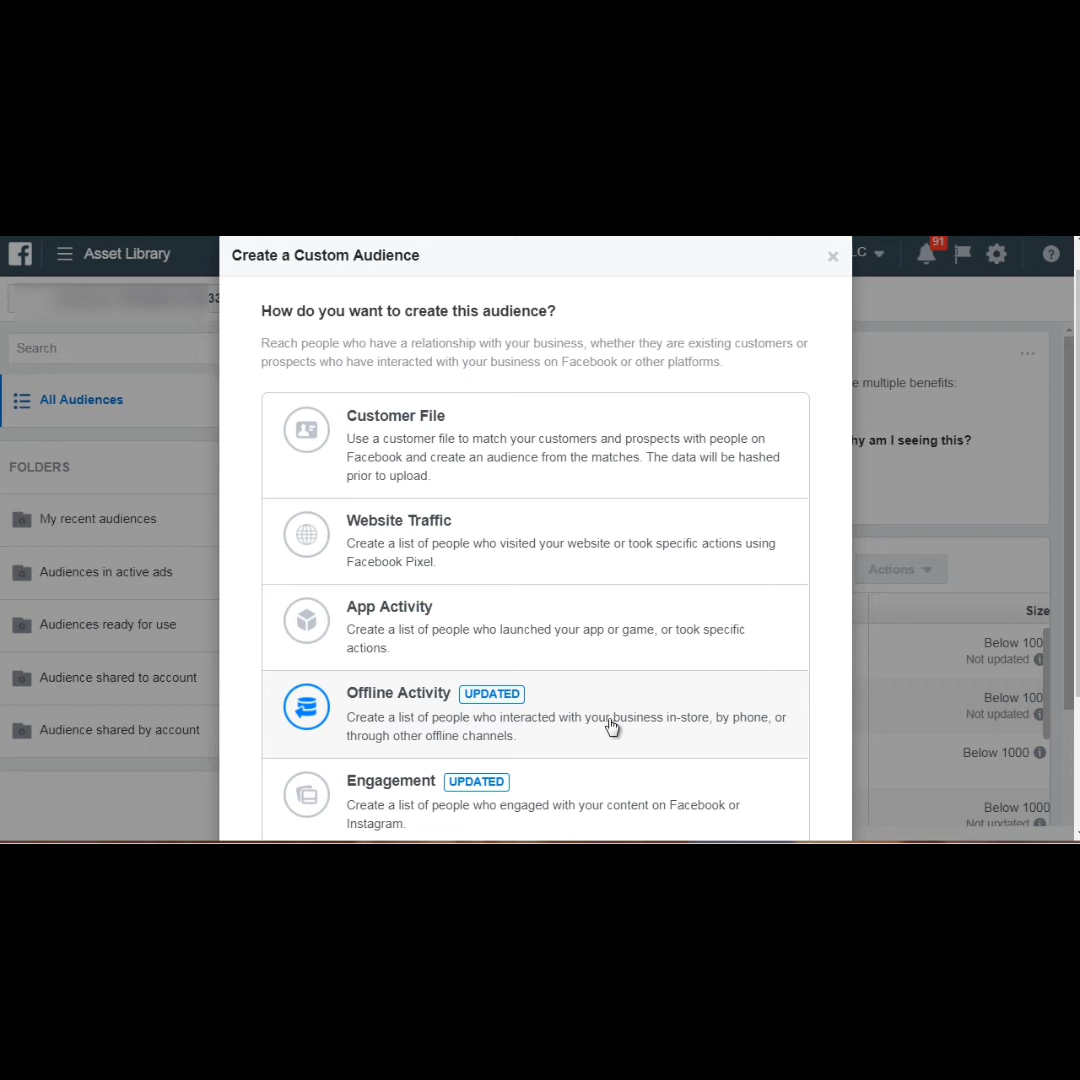 Asset Library
Create a Custom Audience
LC
91
33
How do you want to create this audience?
Search
Reach people who have a relationship with your business, whether they are existing customers or
prospects who have interacted with your business on Facebook or other platforms.
All Audiences
e multiple benefits:
Customer File
Use a customer file to match your customers and prospects with people on
Facebook and create an audience from the matches. The data will be hashed
prior to upload.
hy am I seeing this?
FOLDERS
My recent audiences
Website Traffic
Create a list of people who visited your website or took specific actions using
Facebook Pixel.
Audiences in active ads
Actions
App Activity
Create a list of people who launched your app or game, or took specific
actions.
Size
Audiences ready for use
Below 100
Not updated
Audience shared to account
Offline Activity UPDATED
Create a list of people who interacted with your business in-store, by phone, or
through other offline channels.
Below 100
Not updated
Audience shared by account
Below 1000
Engagement UPDATED
Create a list of people who engaged with your content on Facebook or
Instagram.
Below 1000
Not updated